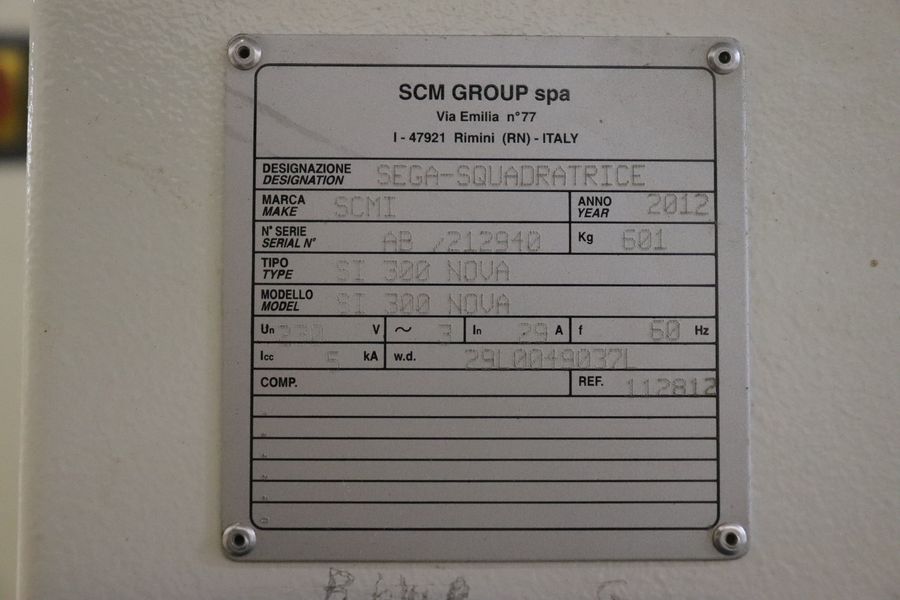 SCM GROUP spa
Via Emilia n°77
I - 47921 Rimini (RN) - ITALY
DESIGNAZIONE SEGA-SQUADRATRICE
DESIGNATION
MARCA SCMI ANNO 2012
MAKE YEAR
N° SERIE AB /212940 Kg 601
SERIAL N°
TIPO SI 300 NOVA
TYPE
MODELLO SI 300 NOVA
MODEL
Un 230 V ~ 3 In 29 A f 60 Hz
Icc 5 kA w.d. 29L0049037L
COMP. REF. 112812